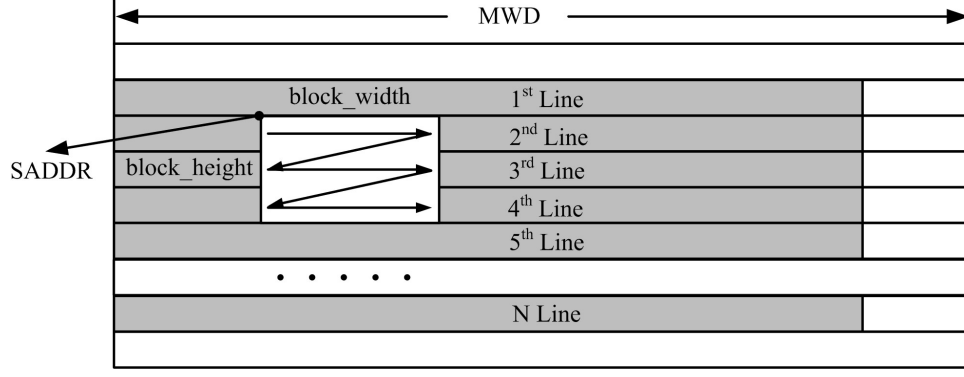 MWD
block_width
1st Line
2nd Line
SADDR
block_height
3rd Line
4th Line
5th Line
N Line